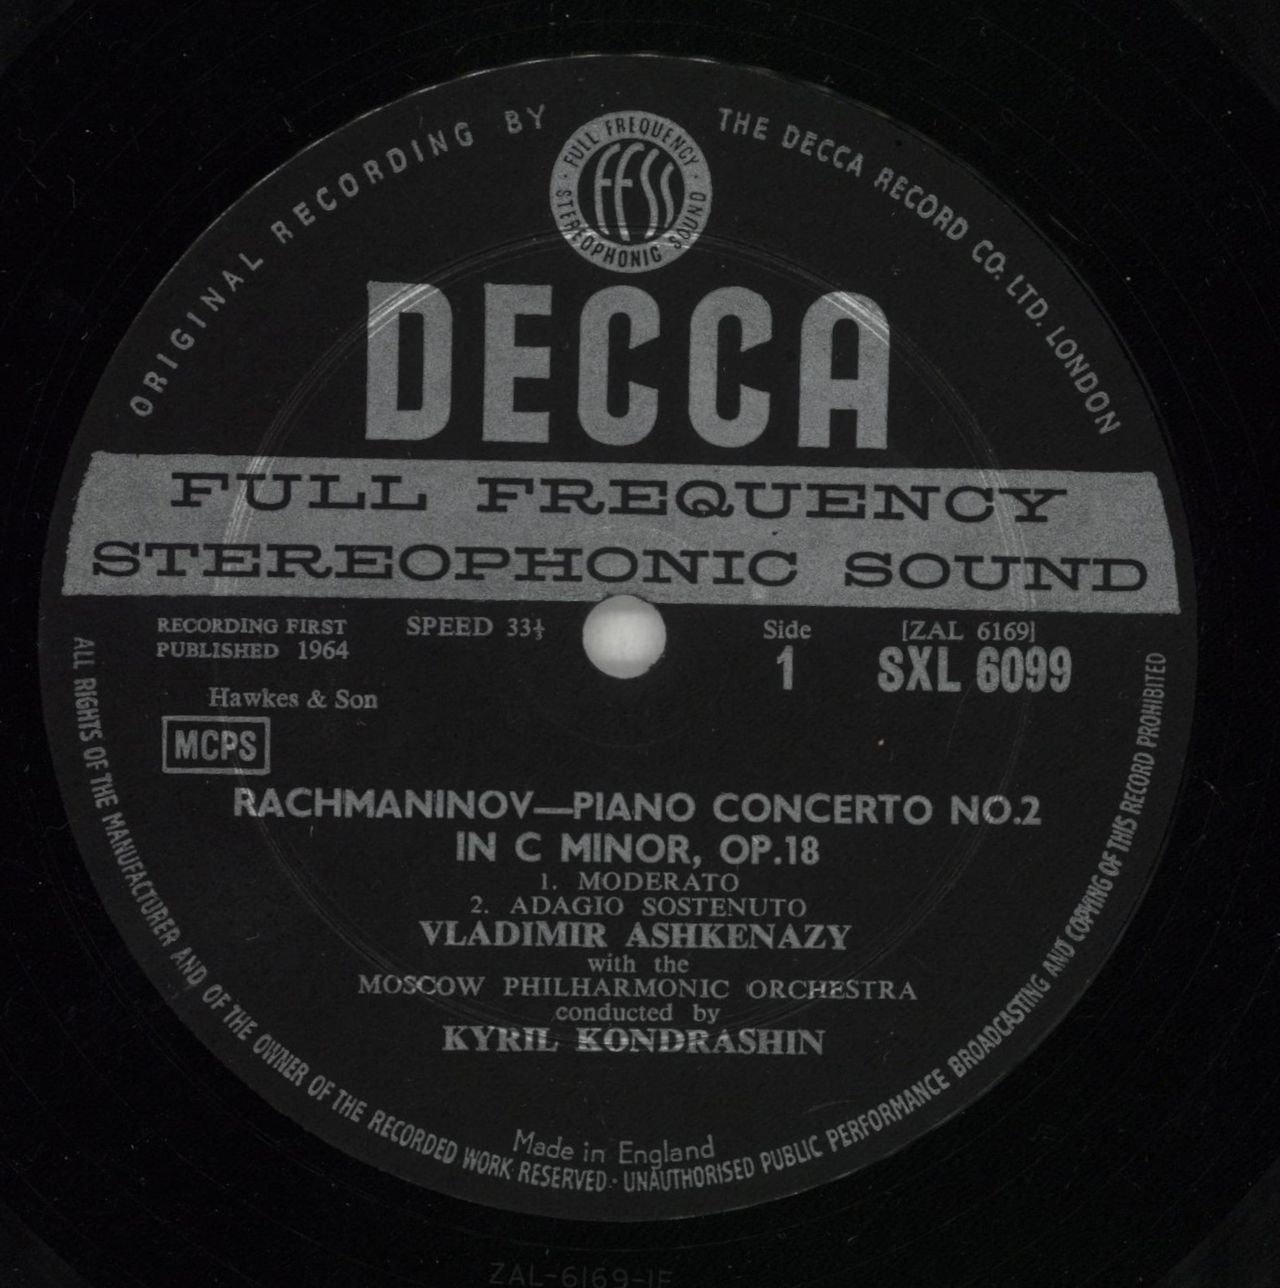 ORIGINAL RECORDING BY
THE DECCA RECORD CO. LTD. LONDON
FULL FREQUENCY
FFSS
STEREOPHONIC SOUND
DECCA
FULL FREQUENCY
STEREOPHONIC SOUND
RECORDING FIRST
PUBLISHED 1964
SPEED 33⅓
Side
1
[ZAL 6169]
SXL 6099
Hawkes & Son
MCPS
RACHMANINOV—PIANO CONCERTO NO.2
IN C MINOR, OP.18
1. MODERATO
2. ADAGIO SOSTENUTO
VLADIMIR ASHKENAZY
with the
MOSCOW PHILHARMONIC ORCHESTRA
conducted by
KYRIL KONDRASHIN
Made in England
ALL RIGHTS OF THE MANUFACTURER AND OF THE OWNER OF THE RECORDED WORK RESERVED · UNAUTHORISED PUBLIC PERFORMANCE BROADCASTING AND COPYING OF THIS RECORD PROHIBITED
ZAL-6169-1F